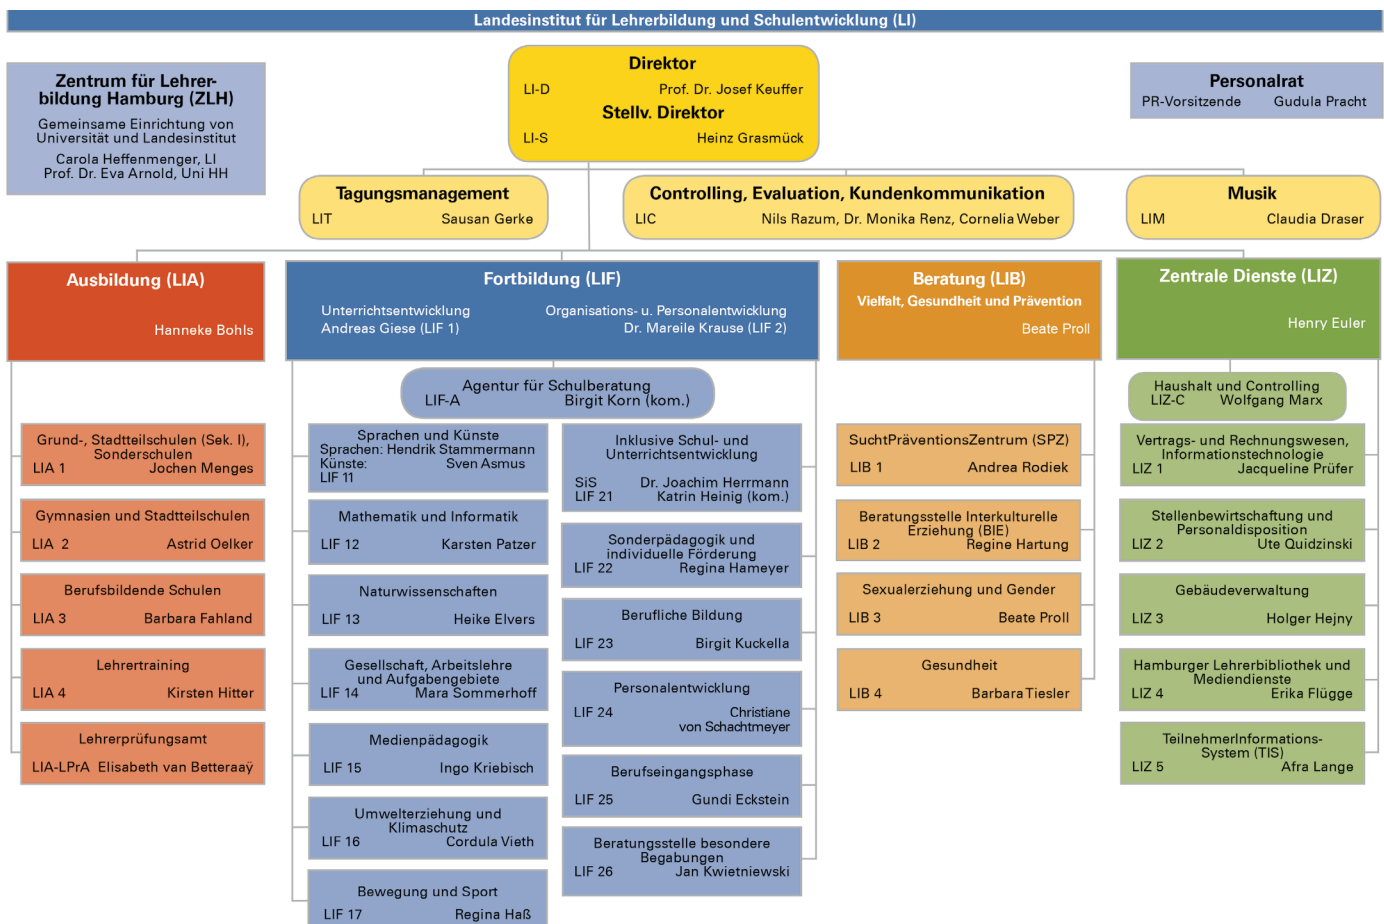 Landesinstitut für Lehrerbildung und Schulentwicklung (LI)
Zentrum für Lehrer-
bildung Hamburg (ZLH)
Gemeinsame Einrichtung von
Universität und Landesinstitut
Carola Heffenmenger, LI
Prof. Dr. Eva Arnold, Uni HH
Direktor
LI-D Prof. Dr. Josef Keuffer
Stellv. Direktor
LI-S Heinz Grasmück
Personalrat
PR-Vorsitzende Gudula Pracht
Tagungsmanagement
LIT Sausan Gerke
Controlling, Evaluation, Kundenkommunikation
LIC Nils Razum, Dr. Monika Renz, Cornelia Weber
Musik
LIM Claudia Draser
Ausbildung (LIA)
Hanneke Bohls
Grund-, Stadtteilschulen (Sek. I),
Sonderschulen
LIA 1 Jochen Menges
Gymnasien und Stadtteilschulen
LIA 2 Astrid Oelker
Berufsbildende Schulen
LIA 3 Barbara Fahland
Lehrertraining
LIA 4 Kirsten Hitter
Lehrerprüfungsamt
LIA-LPrA Elisabeth van Betteraaÿ
Fortbildung (LIF)
Unterrichtsentwicklung
Andreas Giese (LIF 1)
Organisations- u. Personalentwicklung
Dr. Mareile Krause (LIF 2)
Agentur für Schulberatung
LIF-A Birgit Korn (kom.)
Sprachen und Künste
Sprachen: Hendrik Stammermann
Künste: Sven Asmus
LIF 11
Mathematik und Informatik
LIF 12 Karsten Patzer
Naturwissenschaften
LIF 13 Heike Elvers
Gesellschaft, Arbeitslehre
und Aufgabengebiete
LIF 14 Mara Sommerhoff
Medienpädagogik
LIF 15 Ingo Kriebisch
Umwelterziehung und
Klimaschutz
LIF 16 Cordula Vieth
Bewegung und Sport
LIF 17 Regina Haß
Inklusive Schul- und
Unterrichtsentwicklung
SiS Dr. Joachim Herrmann
LIF 21 Katrin Heinig (kom.)
Sonderpädagogik und
individuelle Förderung
LIF 22 Regina Hameyer
Berufliche Bildung
LIF 23 Birgit Kuckella
Personalentwicklung
LIF 24 Christiane
von Schachtmeyer
Berufseingangsphase
LIF 25 Gundi Eckstein
Beratungsstelle besondere
Begabungen
LIF 26 Jan Kwietniewski
Beratung (LIB)
Vielfalt, Gesundheit und Prävention
Beate Proll
SuchtPräventionsZentrum (SPZ)
LIB 1 Andrea Rodiek
Beratungsstelle Interkulturelle
Erziehung (BIE)
LIB 2 Regine Hartung
Sexualerziehung und Gender
LIB 3 Beate Proll
Gesundheit
LIB 4 Barbara Tiesler
Zentrale Dienste (LIZ)
Henry Euler
Haushalt und Controlling
LIZ-C Wolfgang Marx
Vertrags- und Rechnungswesen,
Informationstechnologie
LIZ 1 Jacqueline Prüfer
Stellenbewirtschaftung und
Personaldisposition
LIZ 2 Ute Quidzinski
Gebäudeverwaltung
LIZ 3 Holger Hejny
Hamburger Lehrerbibliothek und
Mediendienste
LIZ 4 Erika Flügge
TeilnehmerInformations-
System (TIS)
LIZ 5 Afra Lange